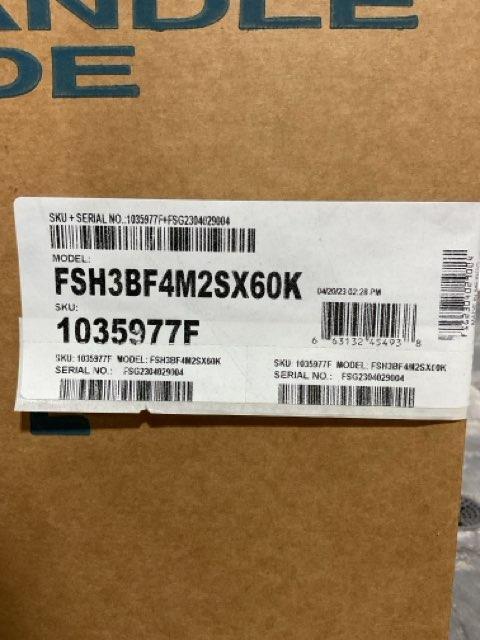 ANDLE
DE
SKU + SERIAL NO.:1035977F+FSG2304029004
MODEL:
FSH3BF4M2SX60K
04/20/23 02:28 PM
SKU:
1035977F
6 63132 45493 8
SKU: 1035977F MODEL: FSH3BF4M2SX60K
SERIAL NO.: FSG2304029004
SKU: 1035977F MODEL: FSH3BF4M2SX60K
SERIAL NO.: FSG2304029004